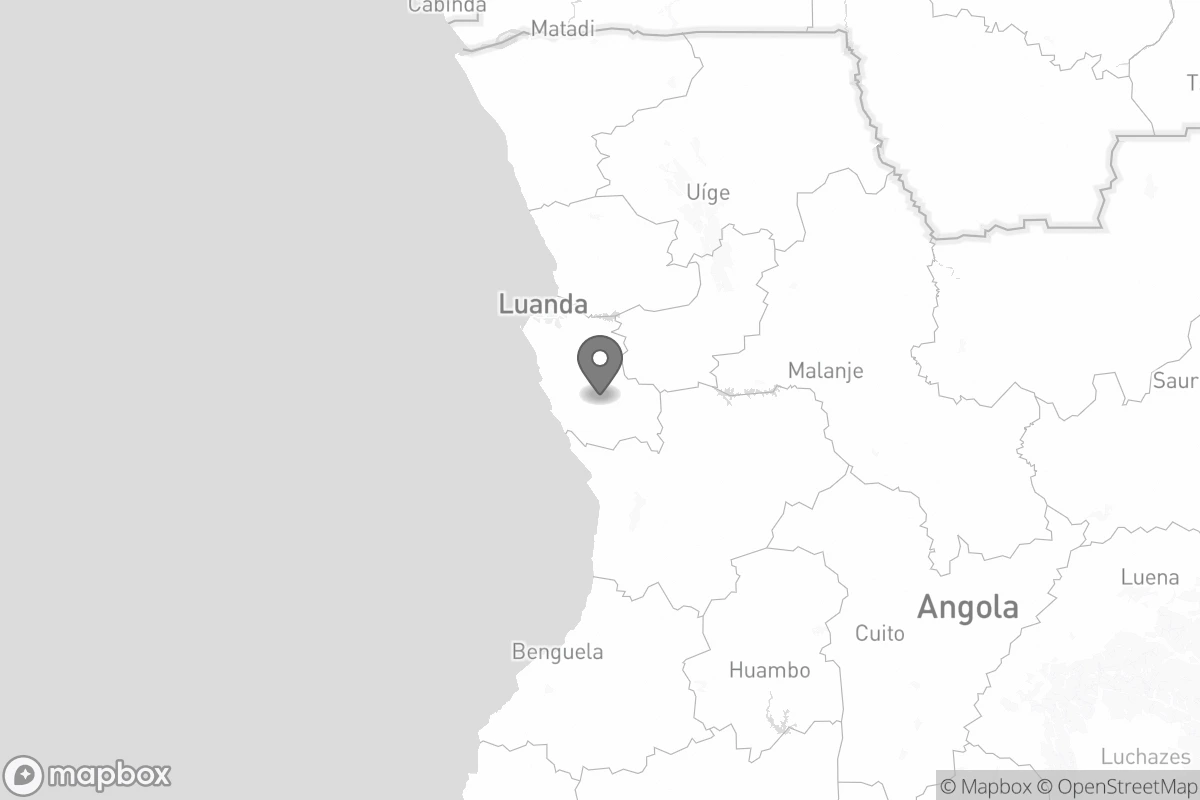 Cabinda
Matadi
Uíge
Luanda
Malanje
Saur
Luena
Angola
Cuito
Benguela
Huambo
Luchazes
mapbox
© Mapbox © OpenStreetMap